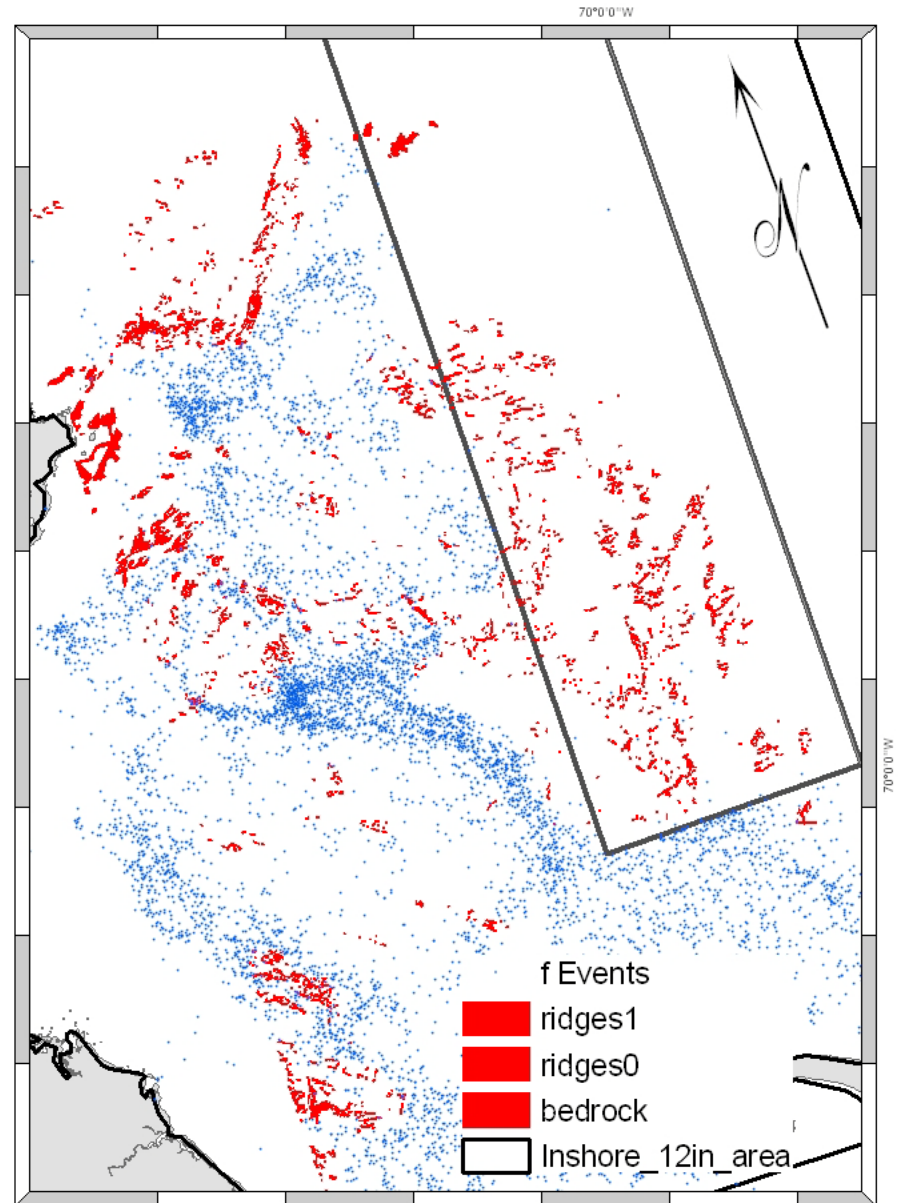 70°0'0"W
N
70°0'0"W
f Events
ridges1
ridges0
bedrock
Inshore_12in_area